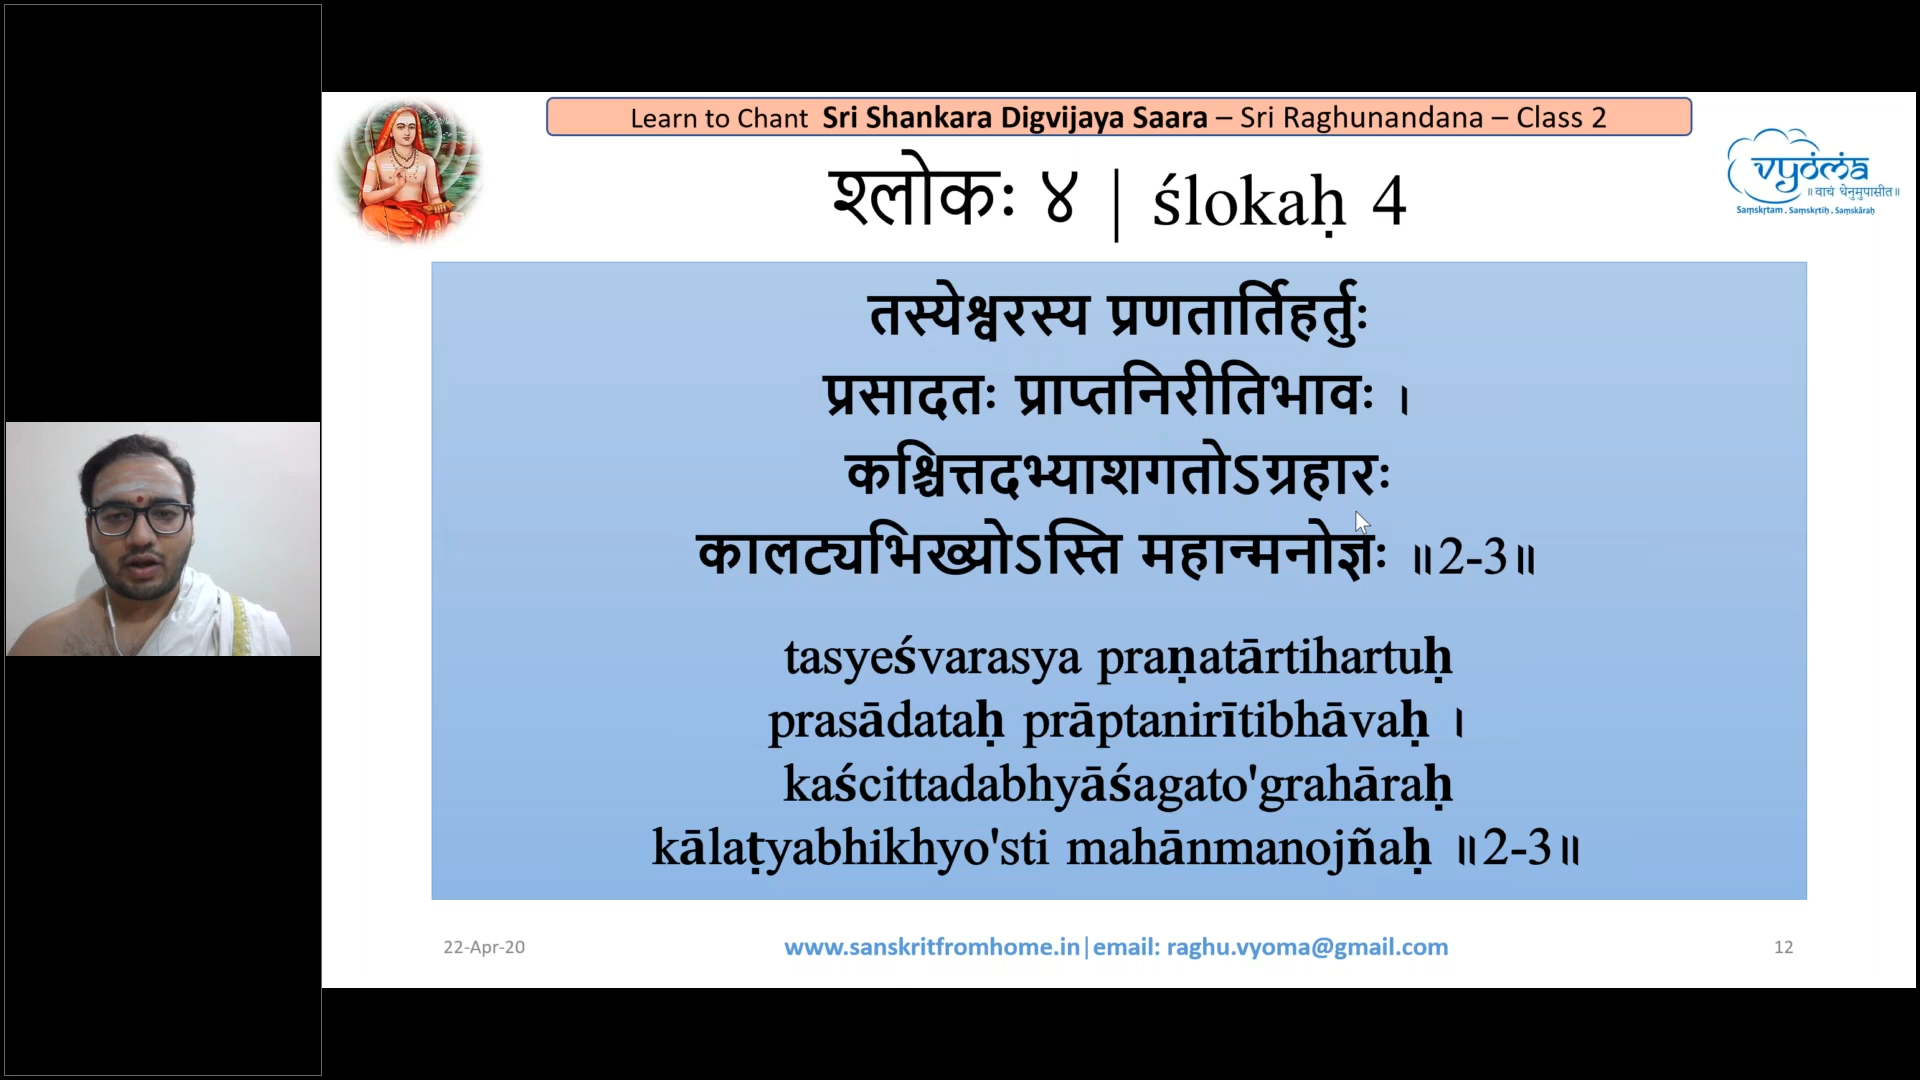 Learn to Chant Sri Shankara Digvijaya Saara – Sri Raghunandana – Class 2
vyoma
॥वाचं धेनुमुपासीत॥
Saṃskṛtam . Saṃskṛtiḥ . Saṃskāraḥ
श्लोकः ४ | ślokaḥ 4
तस्येश्वरस्य प्रणतार्तिहर्तुः
प्रसादतः प्राप्तनिरीतिभावः ।
कश्चित्तदभ्याशगतोऽग्रहारः
कालट्यभिख्योऽस्ति महान्मनोज्ञः ॥2-3॥
tasyeśvarasya praṇatārtihartuḥ
prasādataḥ prāptanirītibhāvaḥ ।
kaścittadabhyāśagato'grahāraḥ
kālaṭyabhikhyo'sti mahānmanojñaḥ ॥2-3॥
22-Apr-20
www.sanskritfromhome.in|email: raghu.vyoma@gmail.com
12